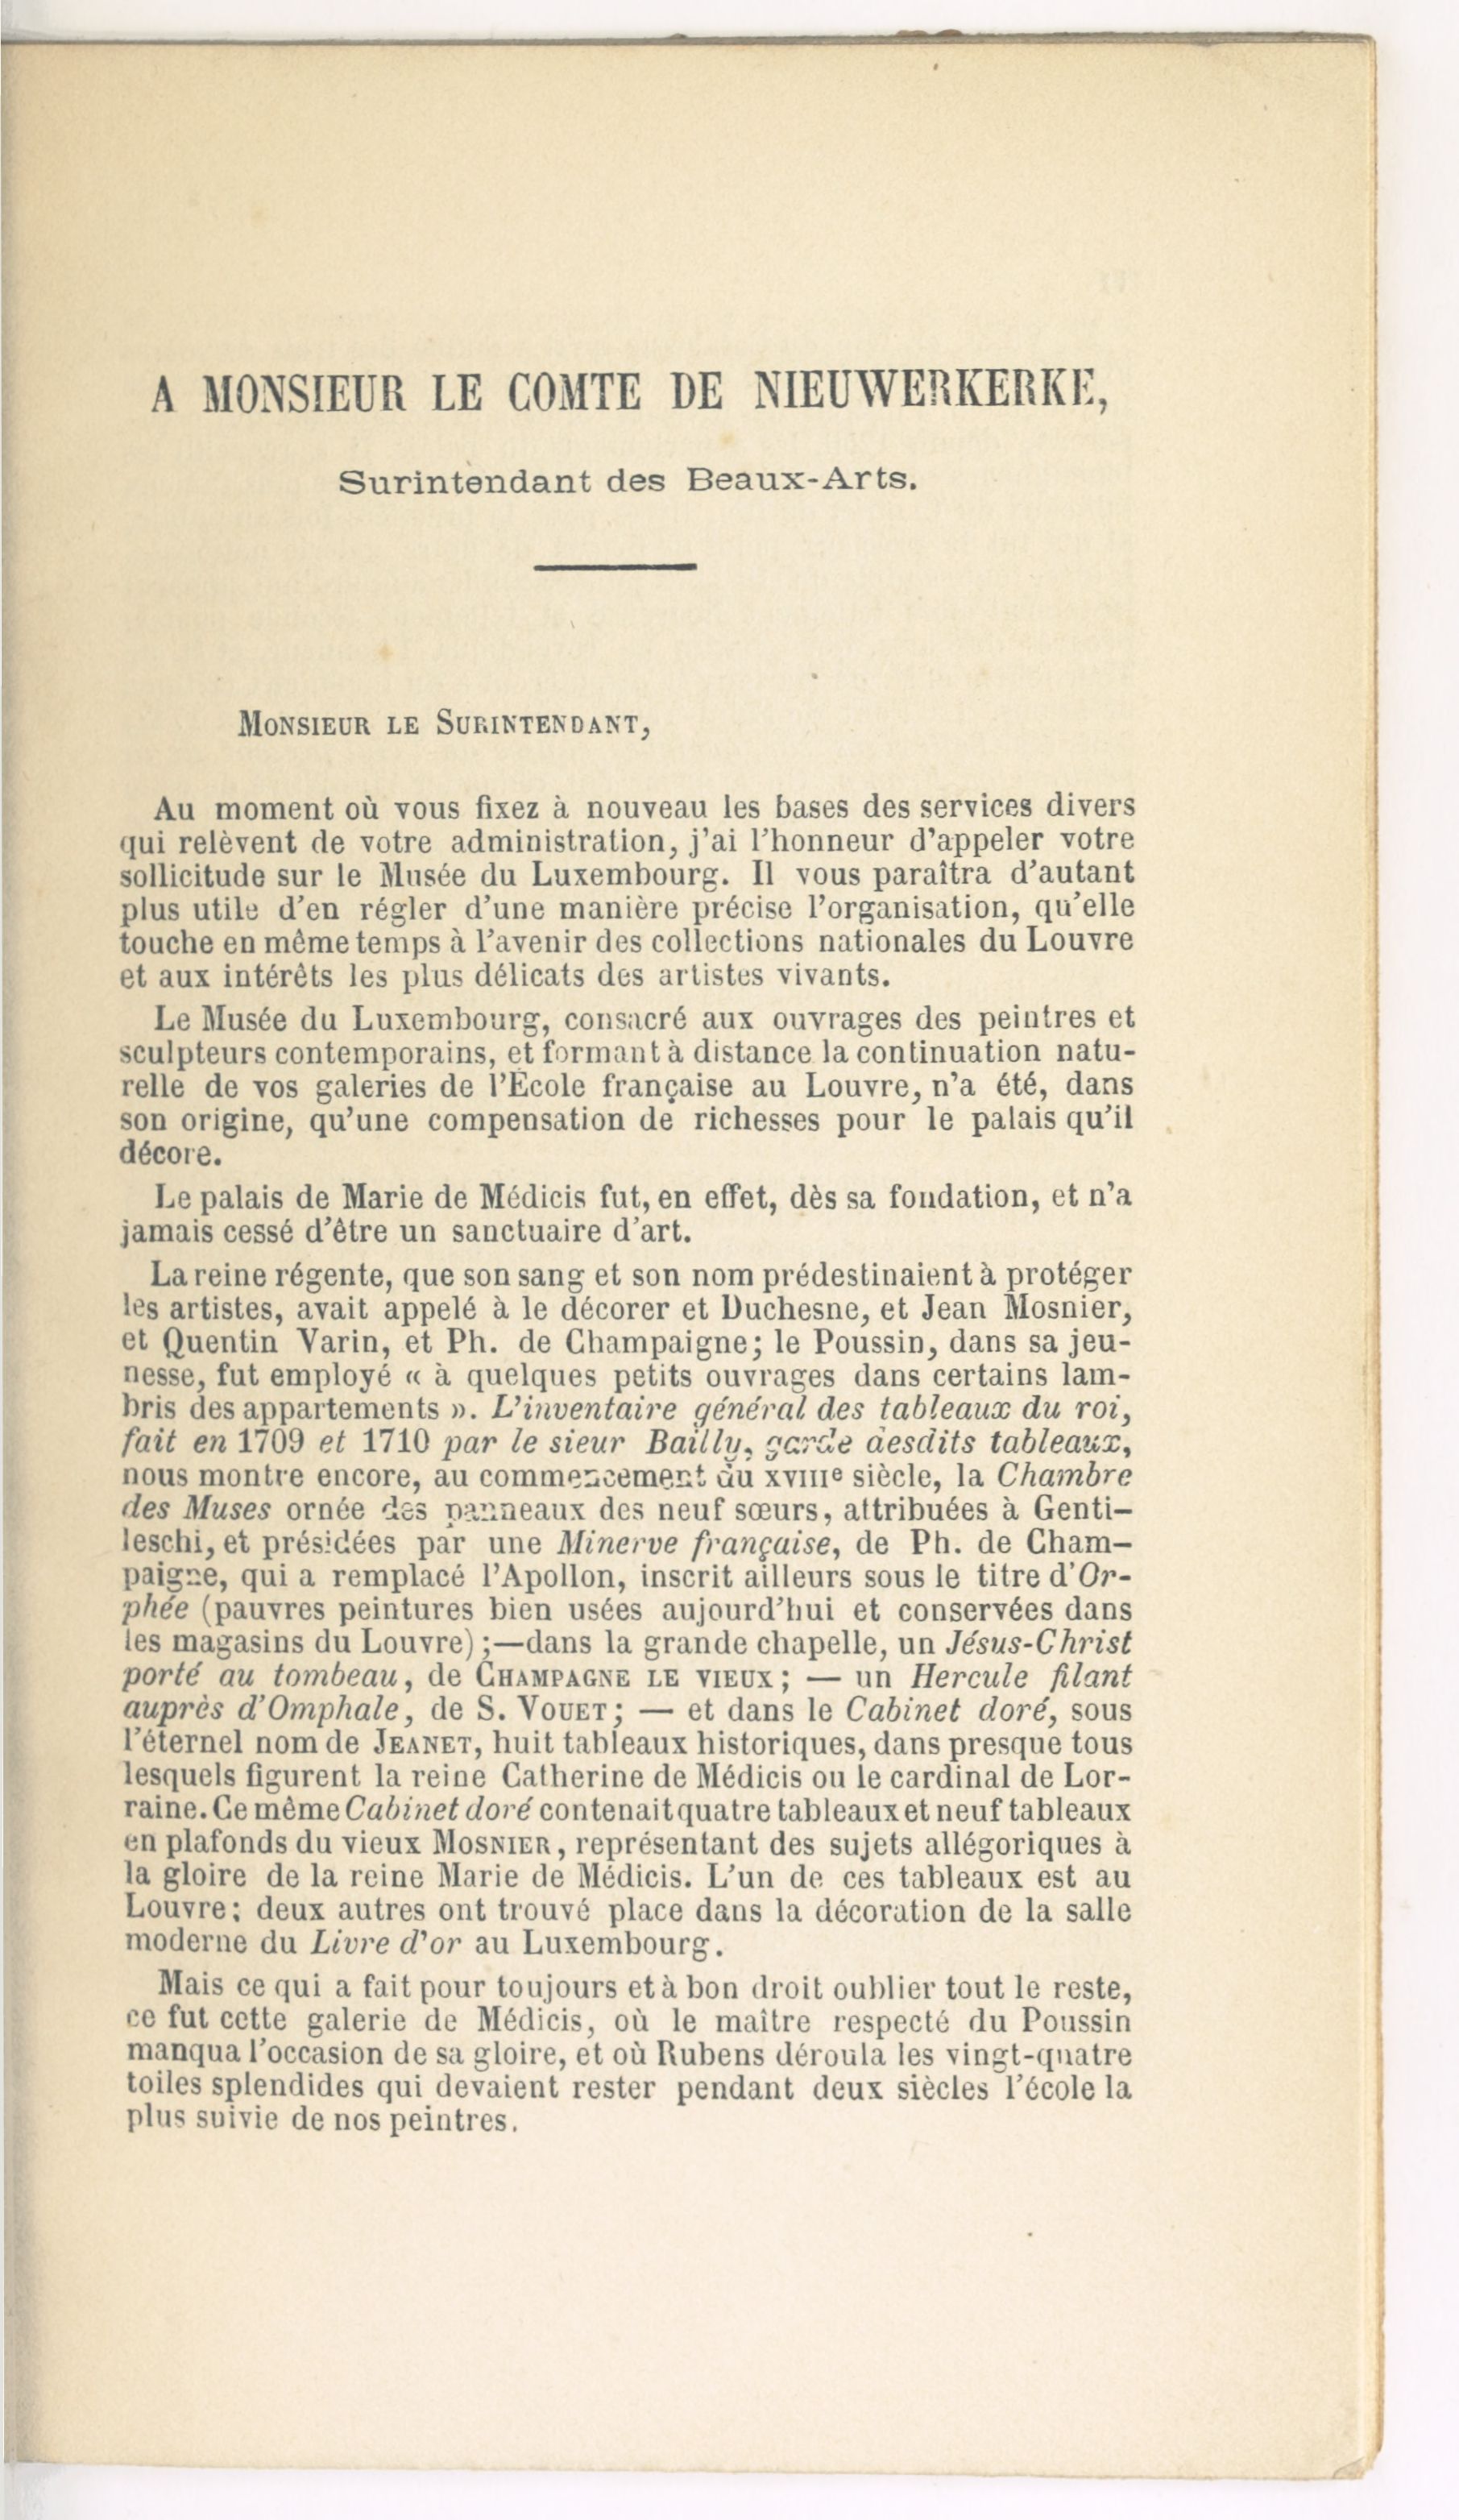 A MONSIEUR LE COMTE DE NIEUWERKERKE,
Surintendant des Beaux-Arts.
MONSIEUR LE SURINTENDANT,
Au moment où vous fixez à nouveau les bases des services divers
qui relèvent de votre administration, j'ai l'honneur d'appeler votre
sollicitude sur le Musée du Luxembourg. Il vous paraîtra d'autant
plus utile d'en régler d'une manière précise l'organisation, qu'elle
touche en même temps à l'avenir des collections nationales du Louvre
et aux intérêts les plus délicats des artistes vivants.
Le Musée du Luxembourg, consacré aux ouvrages des peintres et
sculpteurs contemporains, et formant à distance la continuation natu-
relle de vos galeries de l'École française au Louvre, n'a été, dans
son origine, qu'une compensation de richesses pour le palais qu'il
décore.
Le palais de Marie de Médicis fut, en effet, dès sa fondation, et n'a
jamais cessé d'être un sanctuaire d'art.
La reine régente, que son sang et son nom prédestinaient à protéger
les artistes, avait appelé à le décorer et Duchesne, et Jean Mosnier,
et Quentin Varin, et Ph. de Champaigne; le Poussin, dans sa jeu-
nesse, fut employé « à quelques petits ouvrages dans certains lam-
bris des appartements ». L'inventaire général des tableaux du roi,
fait en 1709 et 1710 par le sieur Bailly, garde desdits tableaux,
nous montre encore, au commencement du XVIIIe siècle, la Chambre
des Muses ornée des panneaux des neuf sœurs, attribuées à Genti-
leschi, et présidées par une Minerve française, de Ph. de Cham-
paigne, qui a remplacé l'Apollon, inscrit ailleurs sous le titre d'Or-
phée (pauvres peintures bien usées aujourd'hui et conservées dans
les magasins du Louvre) ;—dans la grande chapelle, un Jésus-Christ
porté au tombeau, de CHAMPAGNE LE VIEUX; — un Hercule filant
auprès d'Omphale, de S. VOUET; — et dans le Cabinet doré, sous
l'éternel nom de JEANET, huit tableaux historiques, dans presque tous
lesquels figurent la reine Catherine de Médicis ou le cardinal de Lor-
raine. Ce même Cabinet doré contenait quatre tableaux et neuf tableaux
en plafonds du vieux MOSNIER, représentant des sujets allégoriques à
la gloire de la reine Marie de Médicis. L'un de ces tableaux est au
Louvre; deux autres ont trouvé place dans la décoration de la salle
moderne du Livre d'or au Luxembourg.
Mais ce qui a fait pour toujours et à bon droit oublier tout le reste,
ce fut cette galerie de Médicis, où le maître respecté du Poussin
manqua l'occasion de sa gloire, et où Rubens déroula les vingt-quatre
toiles splendides qui devaient rester pendant deux siècles l'école la
plus suivie de nos peintres.